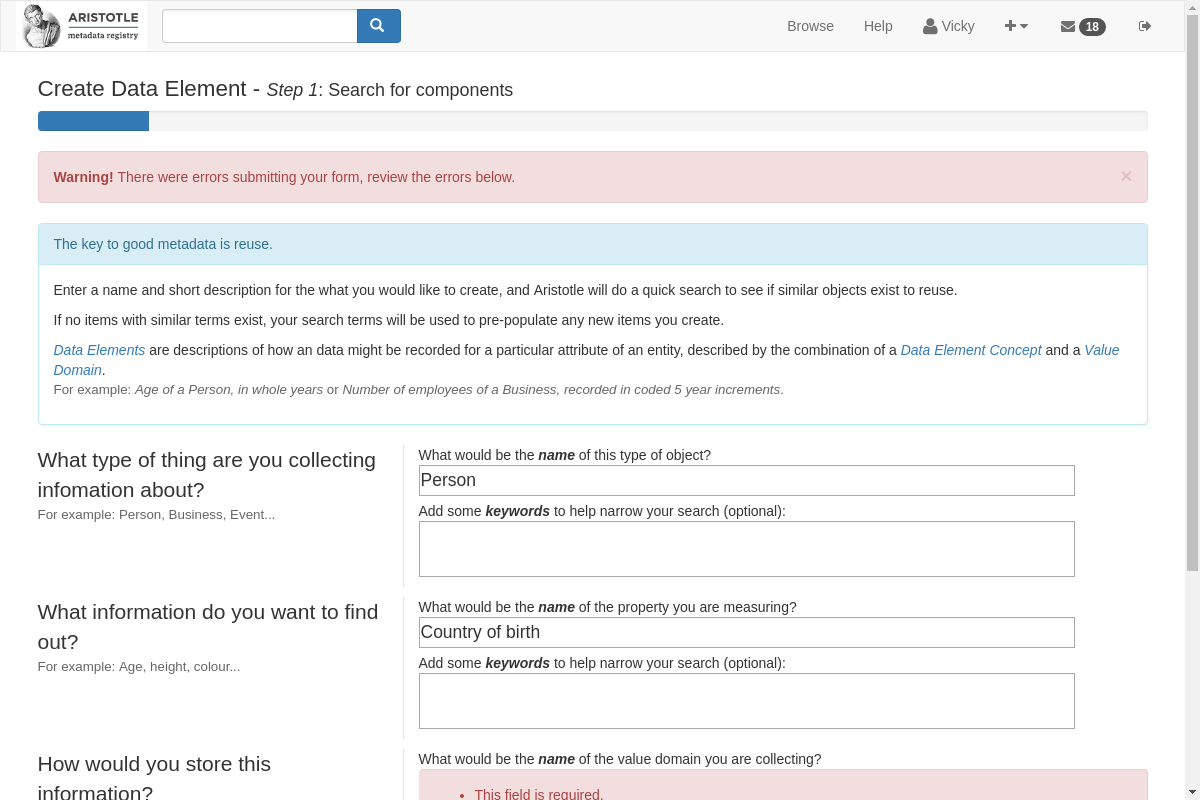 ARISTOTLE
metadata registry
Browse
Help
Vicky
18
Create Data Element - Step 1: Search for components
Warning! There were errors submitting your form, review the errors below.
×
The key to good metadata is reuse.
Enter a name and short description for the what you would like to create, and Aristotle will do a quick search to see if similar objects exist to reuse.
If no items with similar terms exist, your search terms will be used to pre-populate any new items you create.
Data Elements are descriptions of how an data might be recorded for a particular attribute of an entity, described by the combination of a Data Element Concept and a Value
Domain.
For example: Age of a Person, in whole years or Number of employees of a Business, recorded in coded 5 year increments.
What type of thing are you collecting
infomation about?
For example: Person, Business, Event...
What would be the name of this type of object?
Person
Add some keywords to help narrow your search (optional):
What information do you want to find
out?
For example: Age, height, colour...
What would be the name of the property you are measuring?
Country of birth
Add some keywords to help narrow your search (optional):
How would you store this
information?
What would be the name of the value domain you are collecting?
• This field is required.